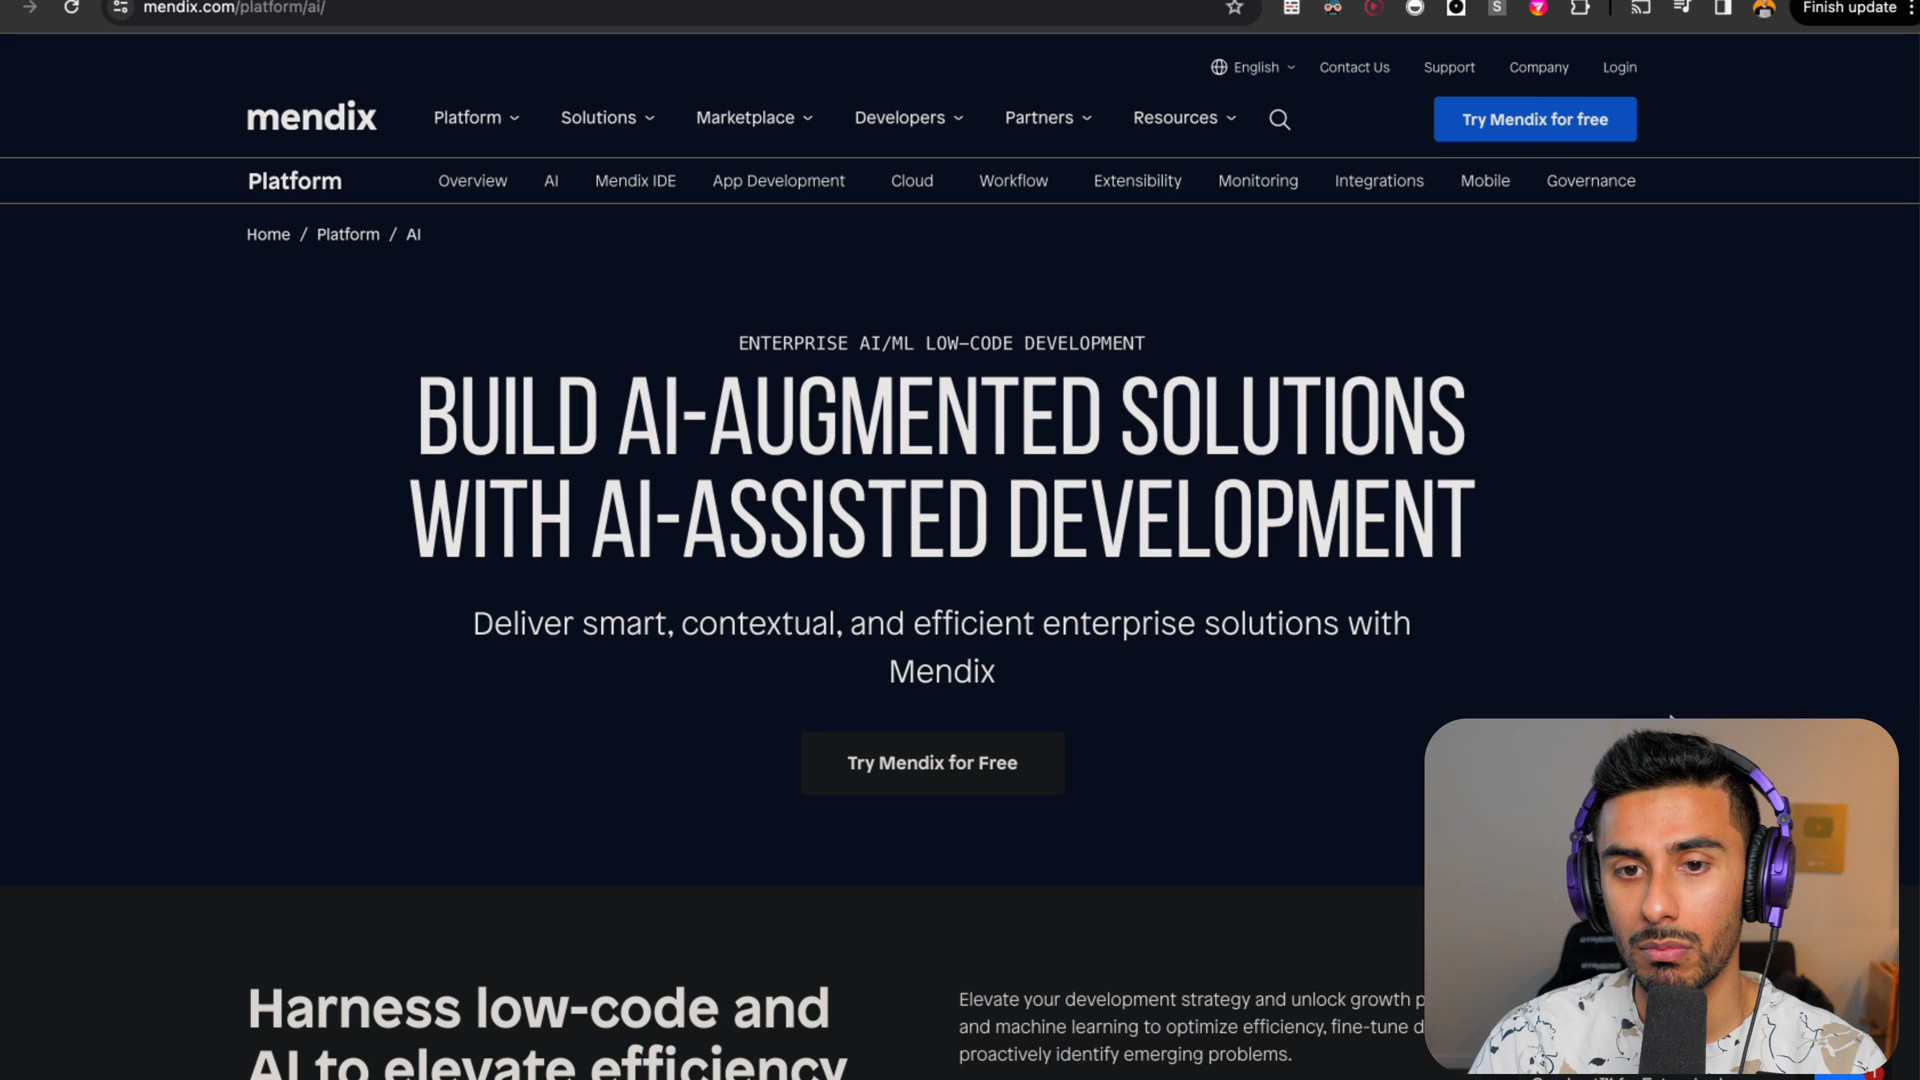 mendix.com/platform/ai/
S
Finish update
English
Contact Us
Support
Company
Login
mendix
Platform
Solutions
Marketplace
Developers
Partners
Resources
Try Mendix for free
Platform
Overview
AI
Mendix IDE
App Development
Cloud
Workflow
Extensibility
Monitoring
Integrations
Mobile
Governance
Home / Platform / AI
ENTERPRISE AI/ML LOW-CODE DEVELOPMENT
BUILD AI-AUGMENTED SOLUTIONS
WITH AI-ASSISTED DEVELOPMENT
Deliver smart, contextual, and efficient enterprise solutions with
Mendix
Try Mendix for Free
Harness low-code and
AI to elevate efficiency
Elevate your development strategy and unlock growth
and machine learning to optimize efficiency, fine-tune
proactively identify emerging problems.